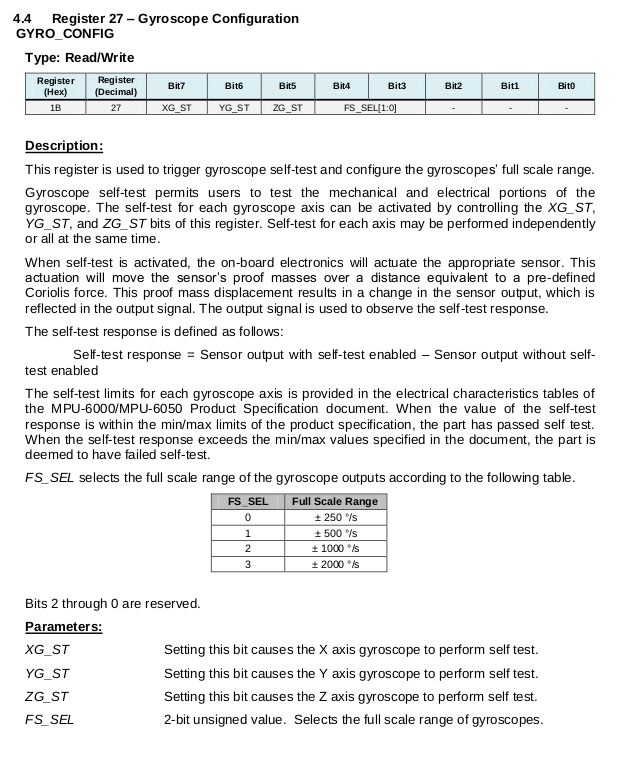 4.4 Register 27 – Gyroscope Configuration
GYRO_CONFIG
Type: Read/Write
Register (Hex) Register (Decimal) Bit7 Bit6 Bit5 Bit4 Bit3 Bit2 Bit1 Bit0
1B 27 XG_ST YG_ST ZG_ST FS_SEL[1:0] - - -
Description:
This register is used to trigger gyroscope self-test and configure the gyroscopes' full scale range.
Gyroscope self-test permits users to test the mechanical and electrical portions of the
gyroscope. The self-test for each gyroscope axis can be activated by controlling the XG_ST,
YG_ST, and ZG_ST bits of this register. Self-test for each axis may be performed independently
or all at the same time.
When self-test is activated, the on-board electronics will actuate the appropriate sensor. This
actuation will move the sensor's proof masses over a distance equivalent to a pre-defined
Coriolis force. This proof mass displacement results in a change in the sensor output, which is
reflected in the output signal. The output signal is used to observe the self-test response.
The self-test response is defined as follows:
Self-test response = Sensor output with self-test enabled – Sensor output without self-
test enabled
The self-test limits for each gyroscope axis is provided in the electrical characteristics tables of
the MPU-6000/MPU-6050 Product Specification document. When the value of the self-test
response is within the min/max limits of the product specification, the part has passed self test.
When the self-test response exceeds the min/max values specified in the document, the part is
deemed to have failed self-test.
FS_SEL selects the full scale range of the gyroscope outputs according to the following table.
FS_SEL Full Scale Range
0 ± 250 °/s
1 ± 500 °/s
2 ± 1000 °/s
3 ± 2000 °/s
Bits 2 through 0 are reserved.
Parameters:
XG_ST Setting this bit causes the X axis gyroscope to perform self test.
YG_ST Setting this bit causes the Y axis gyroscope to perform self test.
ZG_ST Setting this bit causes the Z axis gyroscope to perform self test.
FS_SEL 2-bit unsigned value. Selects the full scale range of gyroscopes.